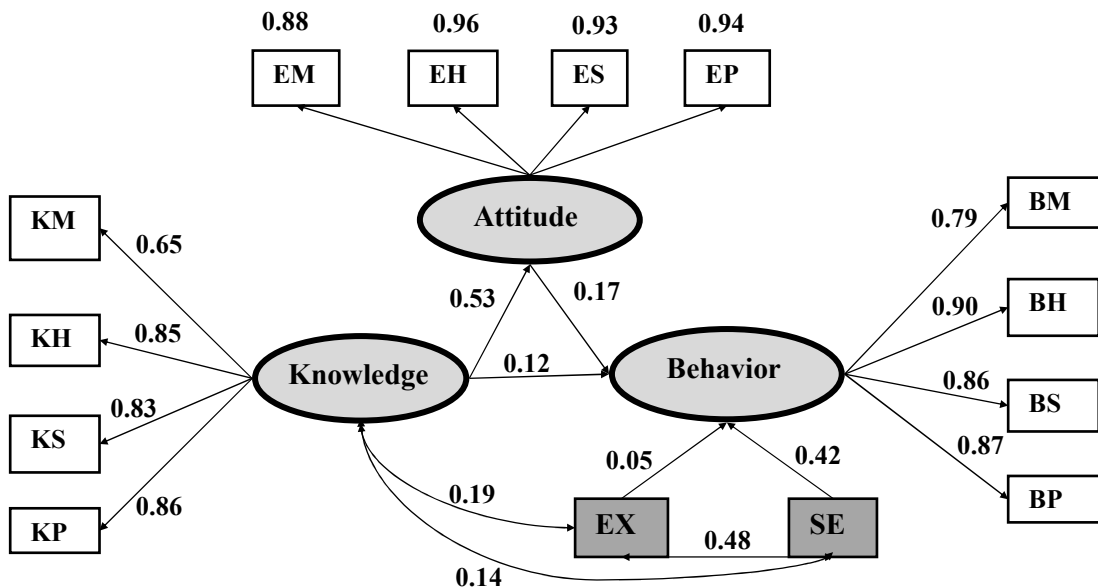 0.88 0.96 0.93 0.94
EM EH ES EP
Attitude
KM
0.65
KH
0.85
KS
0.83
KP
0.86
Knowledge
0.53
0.17
0.12
Behavior
BM
0.79
BH
0.90
BS
0.86
BP
0.87
0.05
0.42
0.19
EX
SE
0.48
0.14